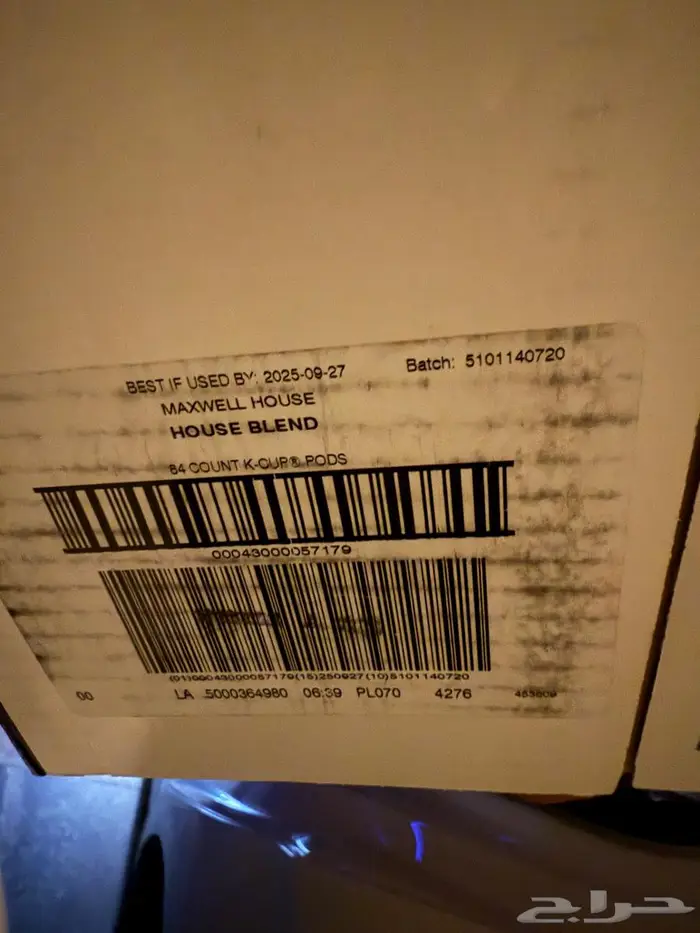 BEST IF USED BY: 2025-09-27 Batch: 5101140720
MAXWELL HOUSE
HOUSE BLEND
84 COUNT K-CUP® PODS
00043000057179
(01)00043000057179(15)250927(10)5101140720
00 LA 5000364980 06:39 PL070 4276
حراج